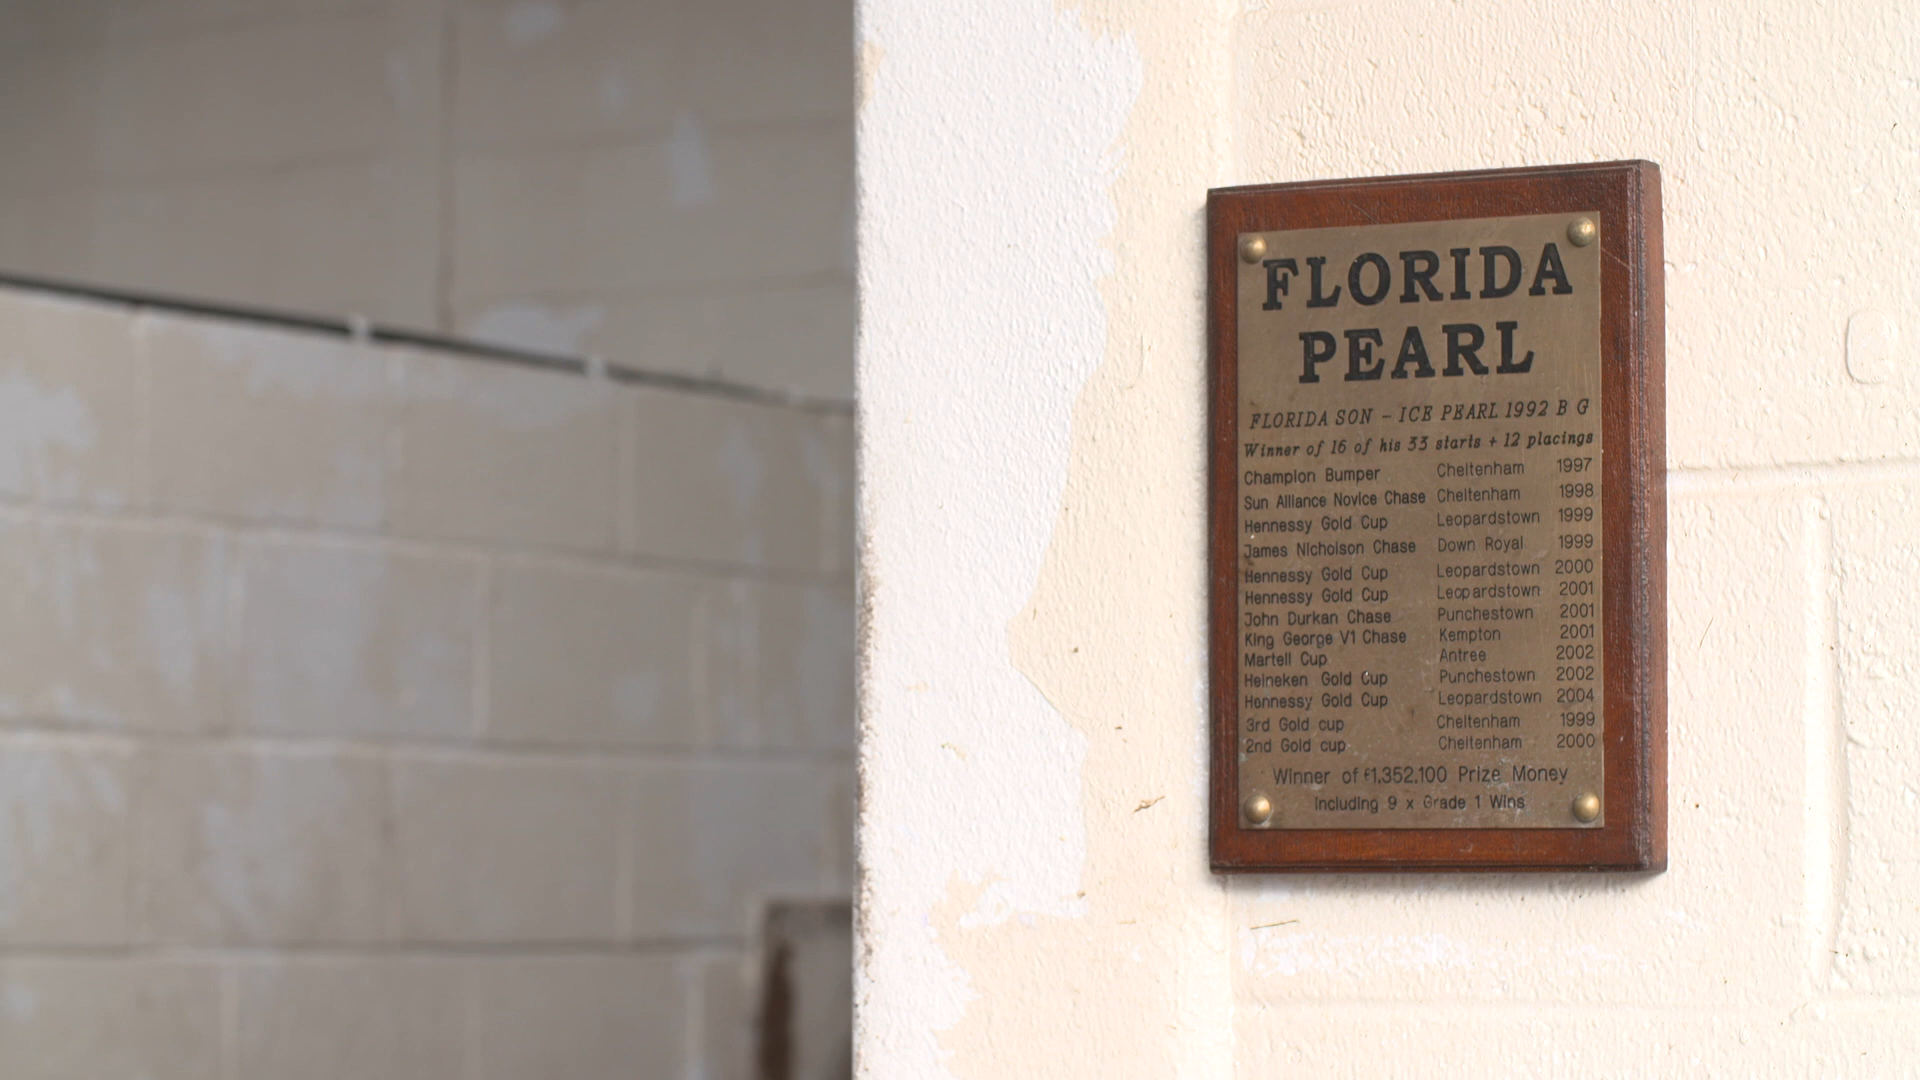 FLORIDA
PEARL
FLORIDA SON - ICE PEARL 1992 B G
Winner of 16 of his 33 starts + 12 placings
Champion Bumper Cheltenham 1997
Sun Alliance Novice Chase Cheltenham 1998
Hennessy Gold Cup Leopardstown 1999
James Nicholson Chase Down Royal 1999
Hennessy Gold Cup Leopardstown 2000
Hennessy Gold Cup Leopardstown 2001
John Durkan Chase Punchestown 2001
King George V1 Chase Kempton 2001
Martell Cup Antree 2002
Heineken Gold Cup Punchestown 2002
Hennessy Gold Cup Leopardstown 2004
3rd Gold cup Cheltenham 1999
2nd Gold cup Cheltenham 2000
Winner of €1,352,100 Prize Money
Including 9 x Grade 1 Wins